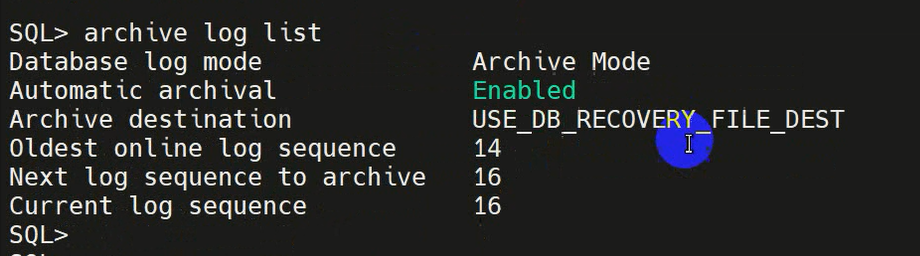 SQL> archive log list
Database log mode Archive Mode
Automatic archival Enabled
Archive destination USE_DB_RECOVERY_FILE_DEST
Oldest online log sequence 14
Next log sequence to archive 16
Current log sequence 16
SQL>